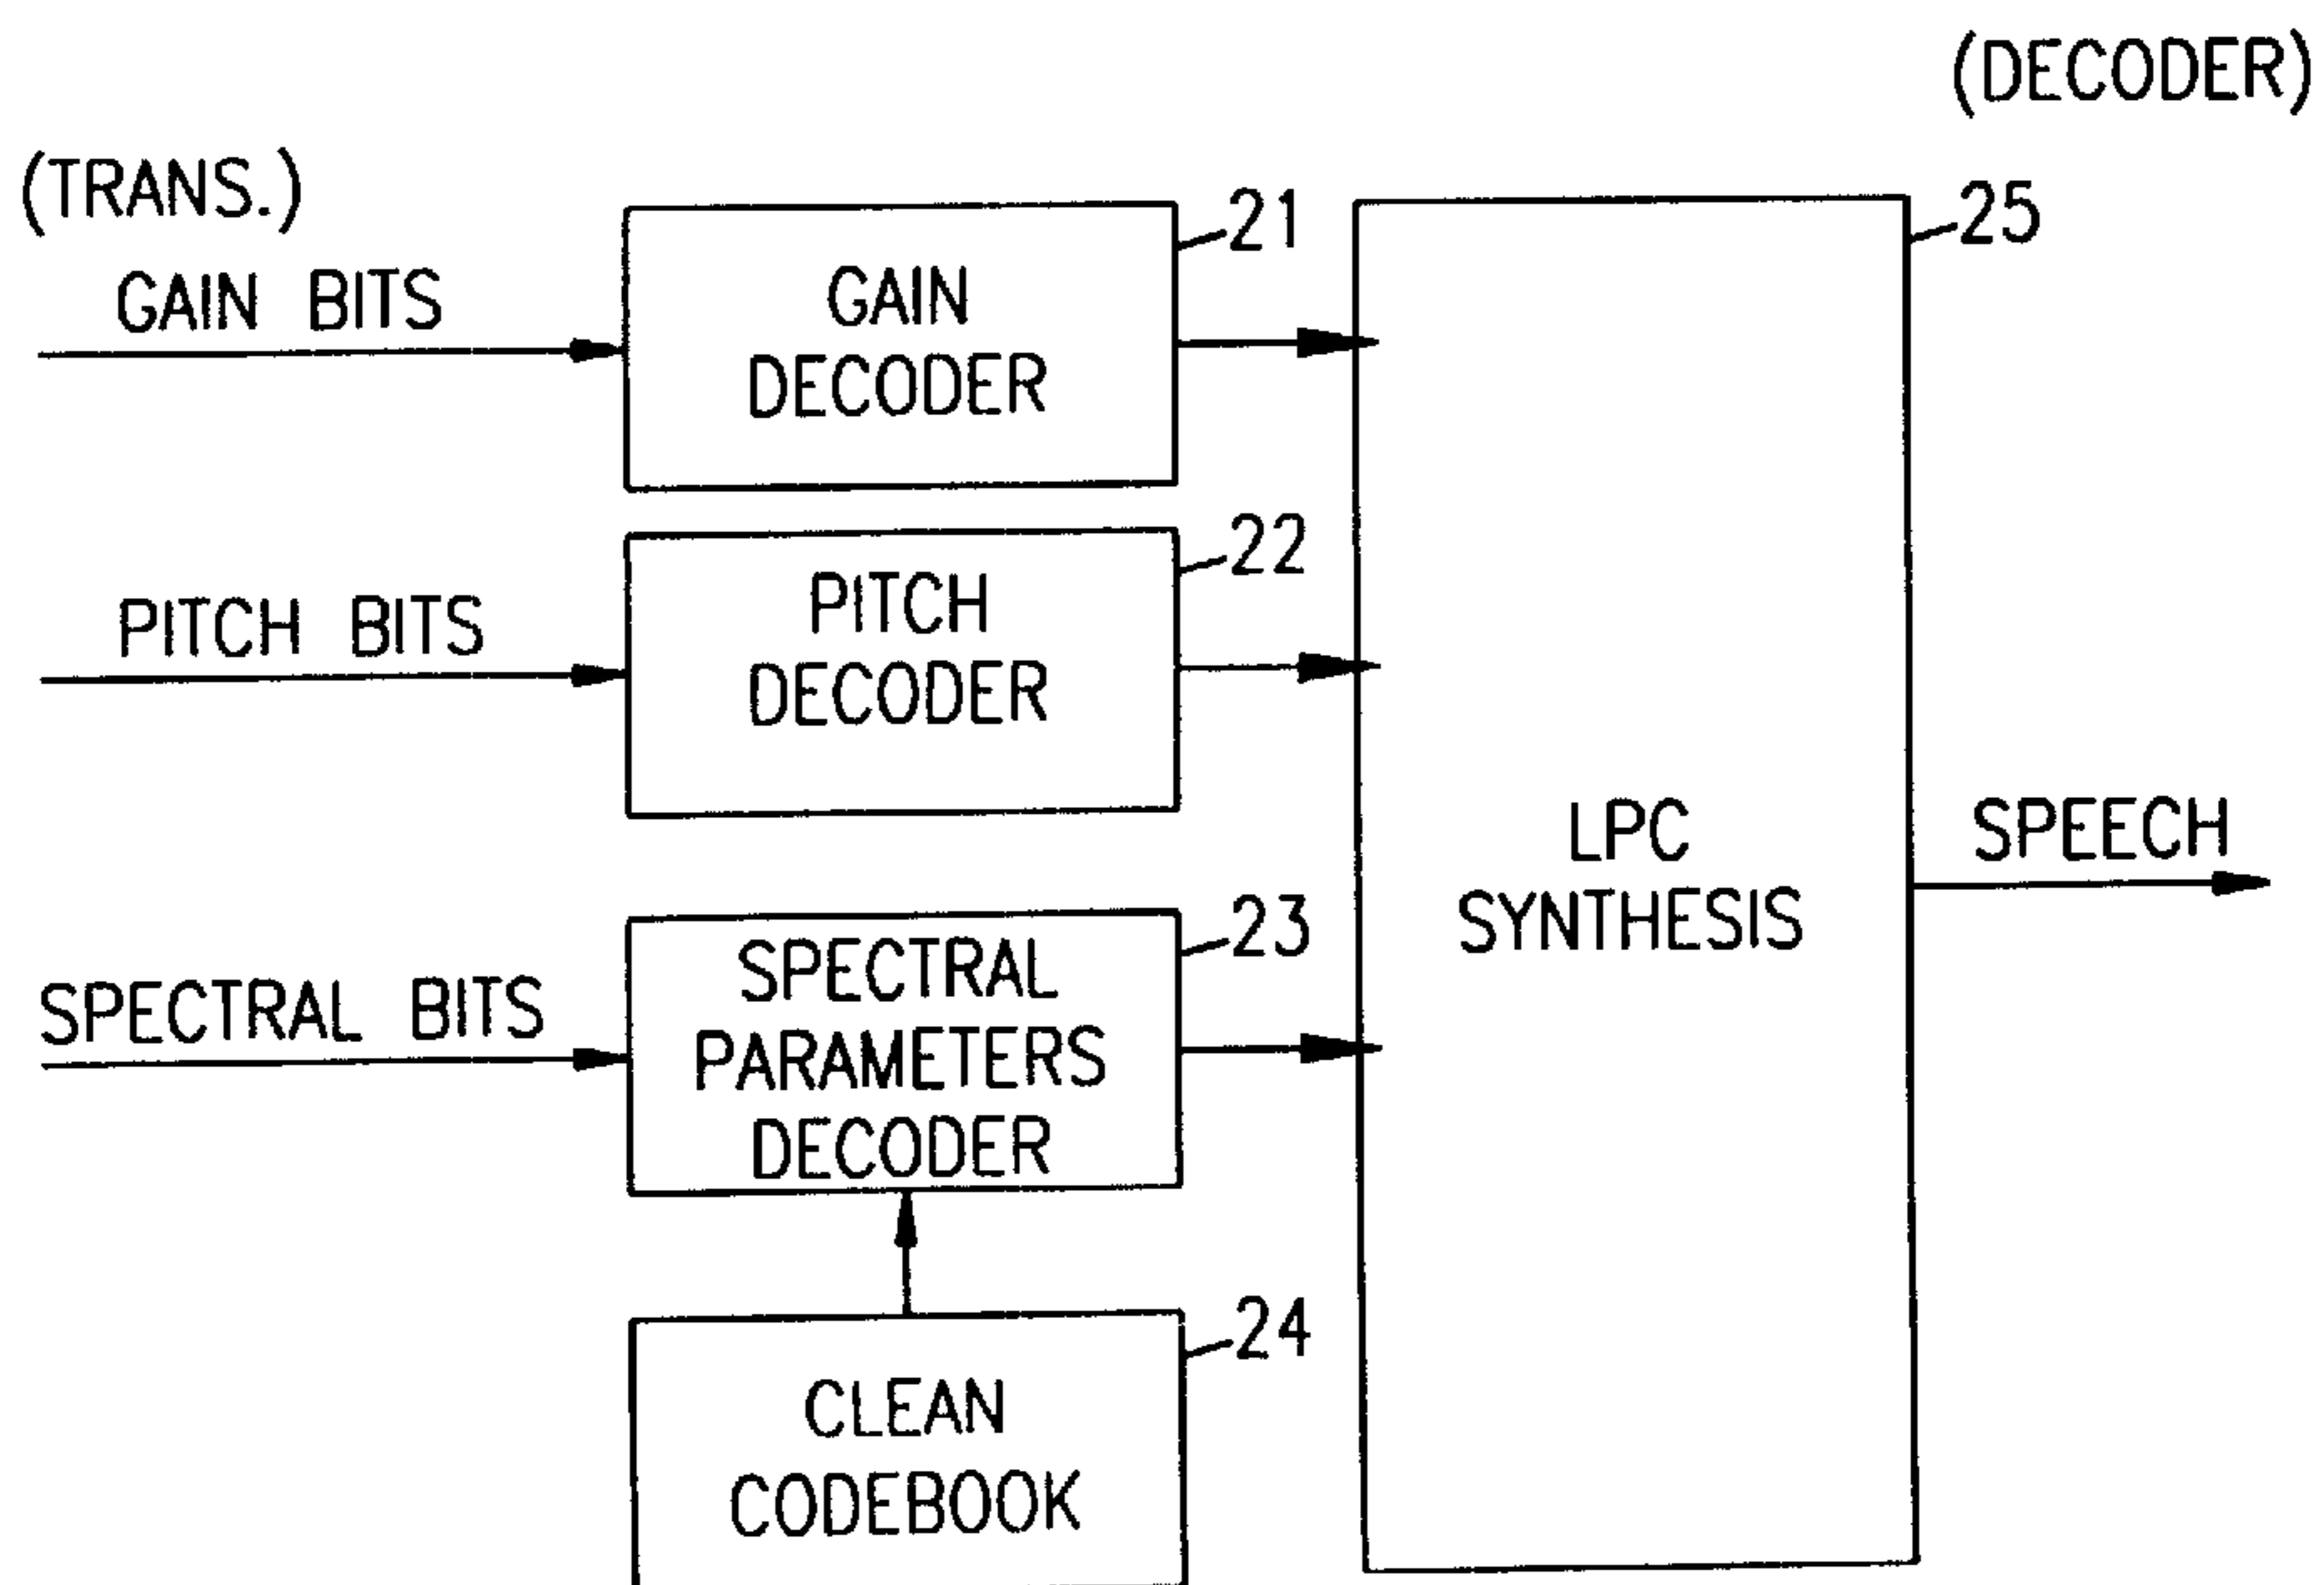 (DECODER)
(TRANS.)
GAIN BITS
GAIN
DECODER
21
25
PITCH BITS
PITCH
DECODER
22
SPECTRAL BITS
SPECTRAL
PARAMETERS
DECODER
23
LPC
SYNTHESIS
SPEECH
CLEAN
CODEBOOK
24